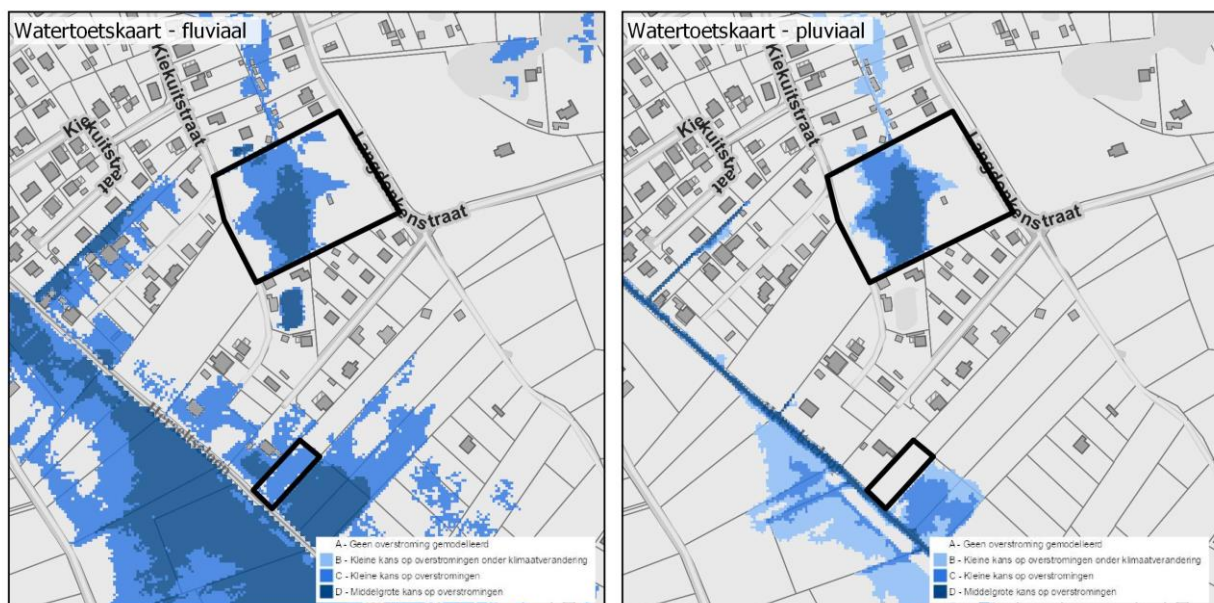 Watertoetskaart - fluviaal
Kiekuitstraat
Kiekuitstraat
Langdonkenstraat
A - Geen overstroming gemodelleerd
B - Kleine kans op overstromingen onder klimaatverandering
C - Kleine kans op overstromingen
D - Middelgrote kans op overstromingen
Watertoetskaart - pluviaal
Kiekuitstraat
Kiekuitstraat
Langdonkenstraat
A - Geen overstroming gemodelleerd
B - Kleine kans op overstromingen onder klimaatverandering
C - Kleine kans op overstromingen
D - Middelgrote kans op overstromingen